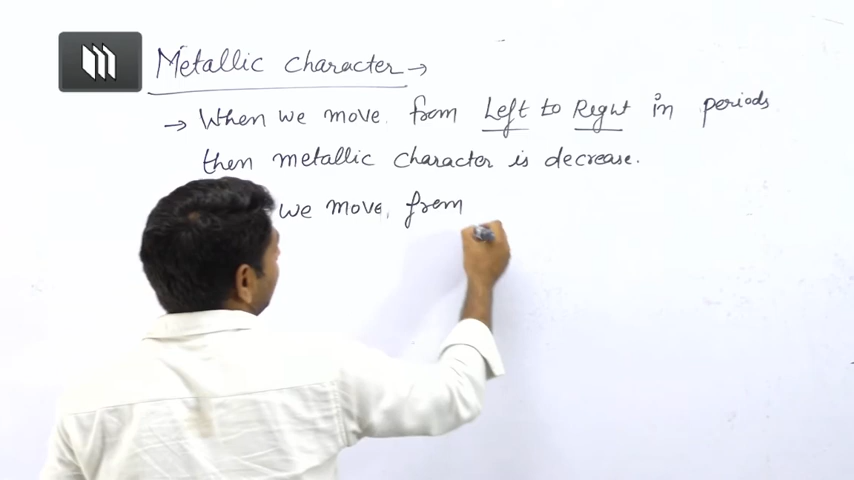 Metallic character →
→ When we move from Left to Right in periods
then metallic character is decrease.
we move from